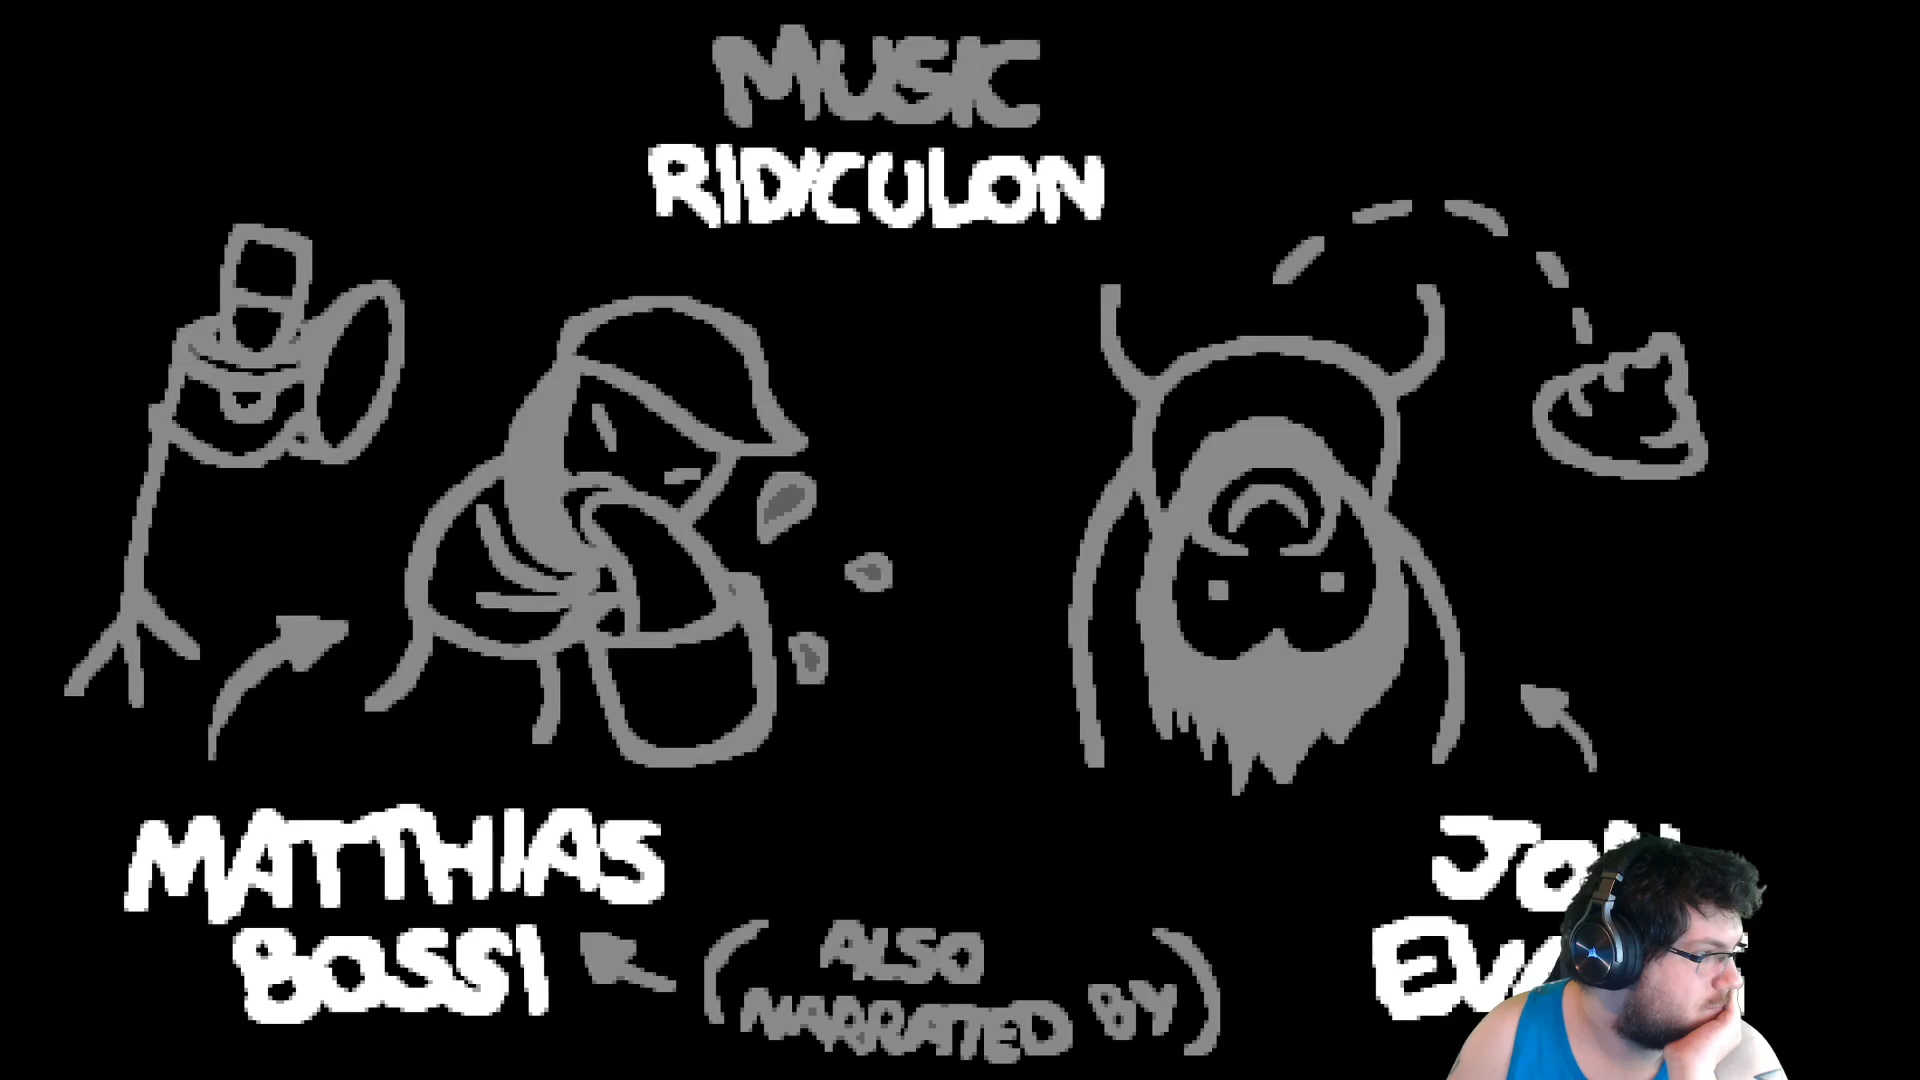 MUSIC
RIDICULON
MATTHIAS
BOSSI
(ALSO
NARRATED BY)